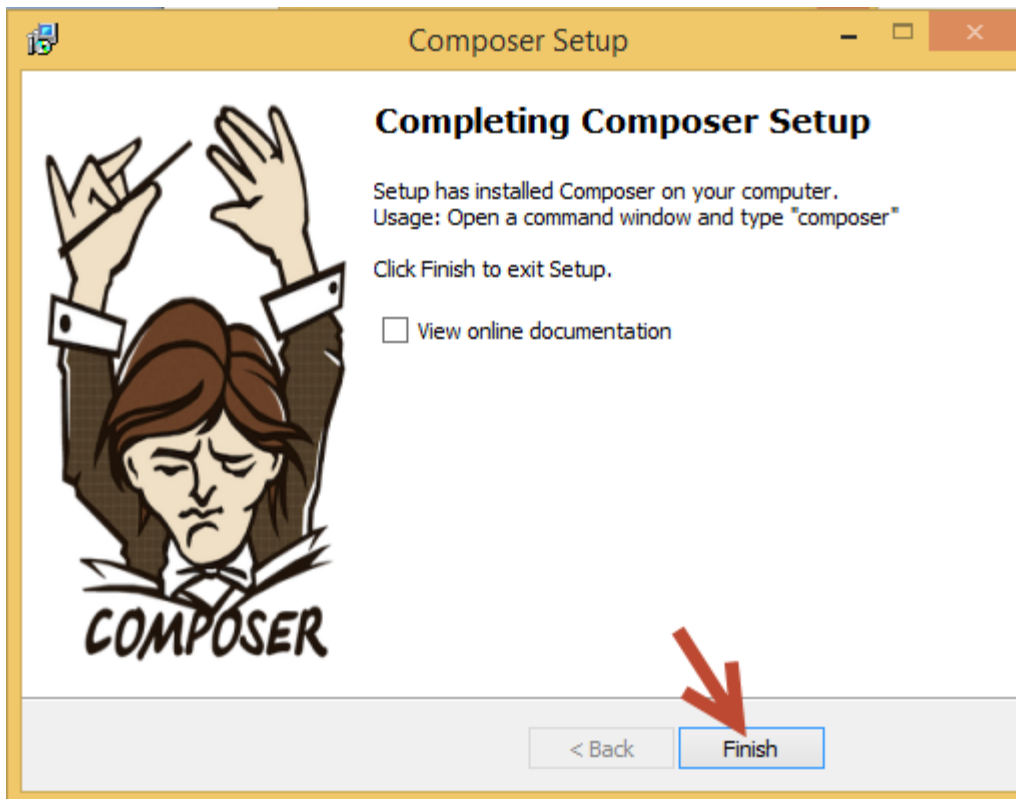 Composer Setup
Completing Composer Setup
Setup has installed Composer on your computer.
Usage: Open a command window and type "composer"
Click Finish to exit Setup.
View online documentation
COMPOSER
< Back
Finish